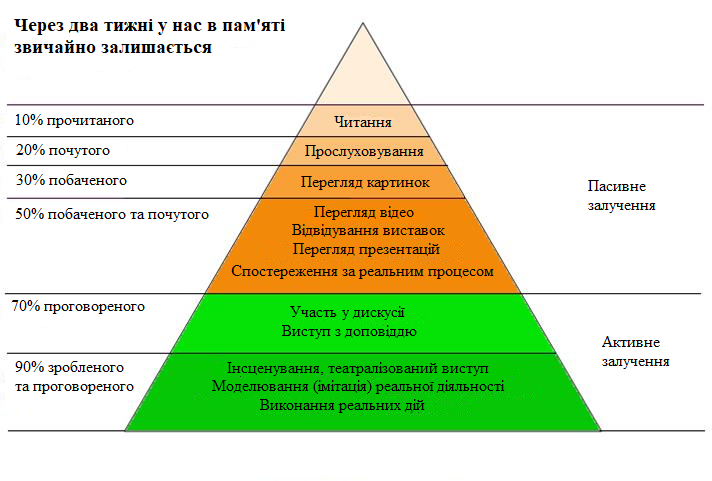 Через два тижні у нас в пам'яті
звичайно залишається
10% прочитаного
Читання
20% почутого
Прослуховування
30% побаченого
Перегляд картинок
50% побаченого та почутого
Перегляд відео
Відвідування виставок
Перегляд презентацій
Спостереження за реальним процесом
Пасивне
залучення
70% проговореного
Участь у дискусії
Виступ з доповіддю
90% зробленого
та проговореного
Інсценування, театралізований виступ
Моделювання (імітація) реальної діяльності
Виконання реальних дій
Активне
залучення